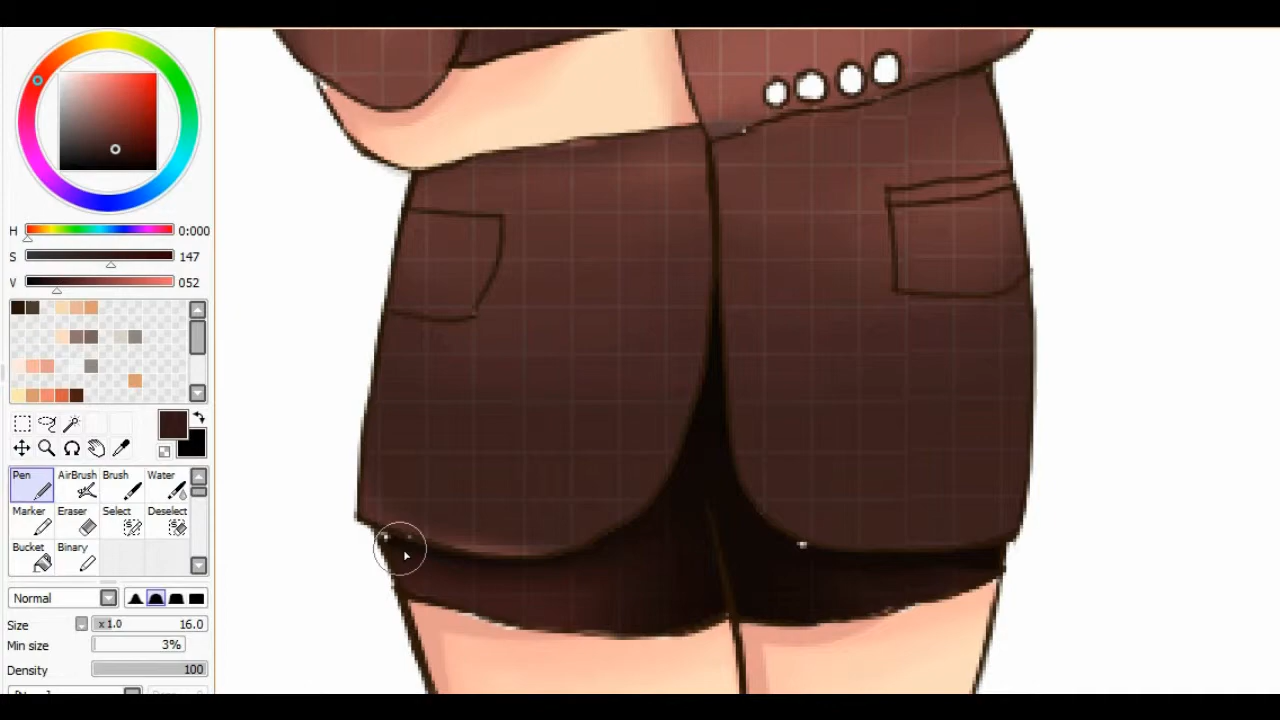 H 0:000
S 147
V 052
Pen AirBrush Brush Water
Marker Eraser Select Deselect
Bucket Binary
Normal
Size x1.0 16.0
Min size 3%
Density 100